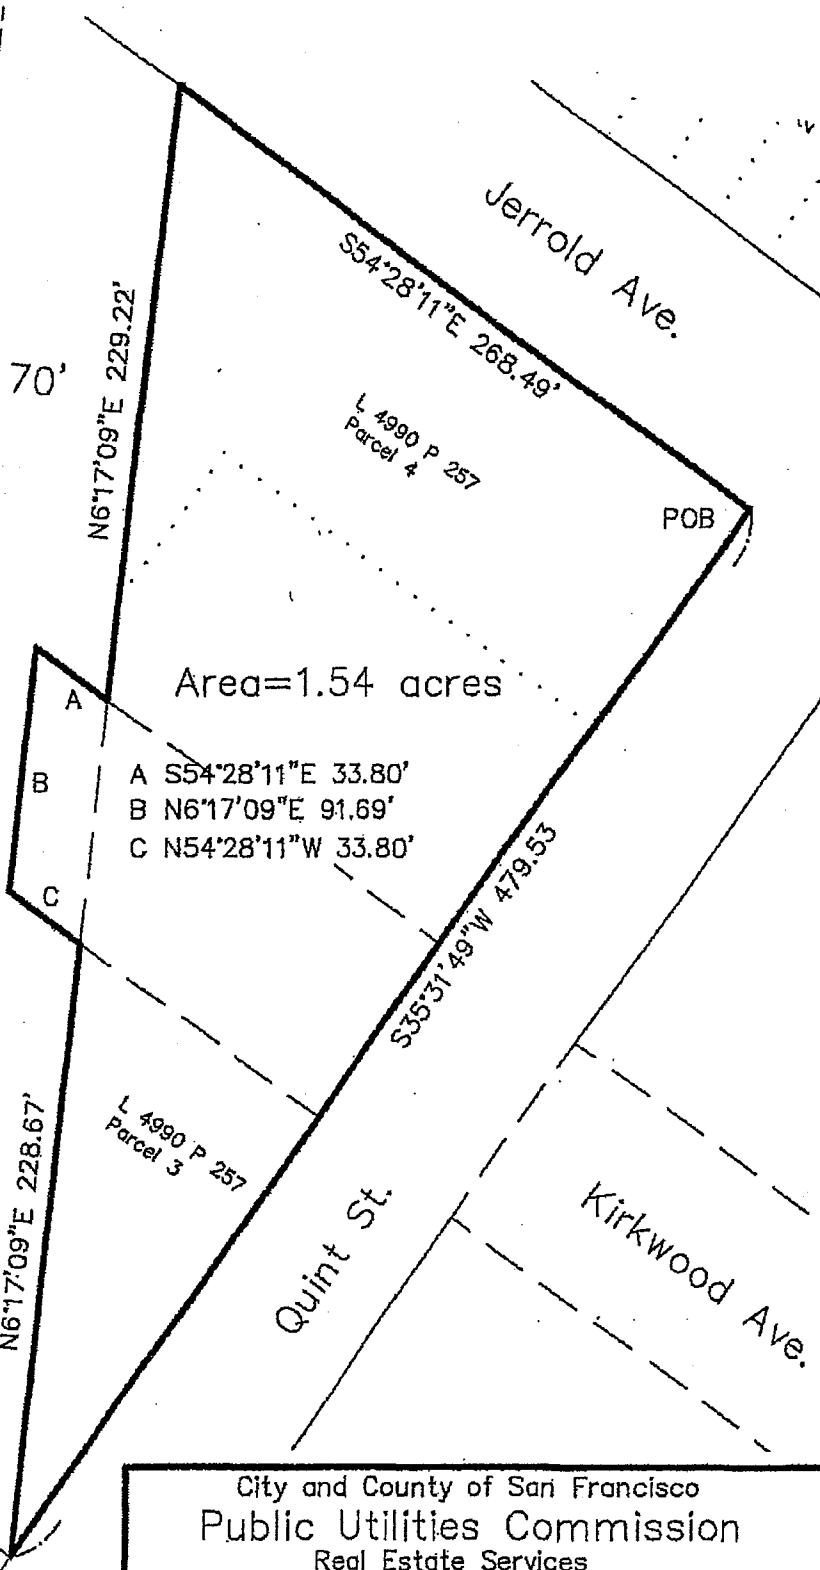 Jerrold Ave.
S54°28'11"E 268.49'
N6°17'09"E 229.22'
70'
L 4990 P 257
Parcel 4
POB
Area=1.54 acres
A
B
C
A S54°28'11"E 33.80'
B N6°17'09"E 91.69'
C N54°28'11"W 33.80'
S35°31'49"W 479.53
L 4990 P 257
Parcel 3
N6°17'09"E 228.67'
Quint St.
Kirkwood Ave.
City and County of San Francisco
Public Utilities Commission
Real Estate Services